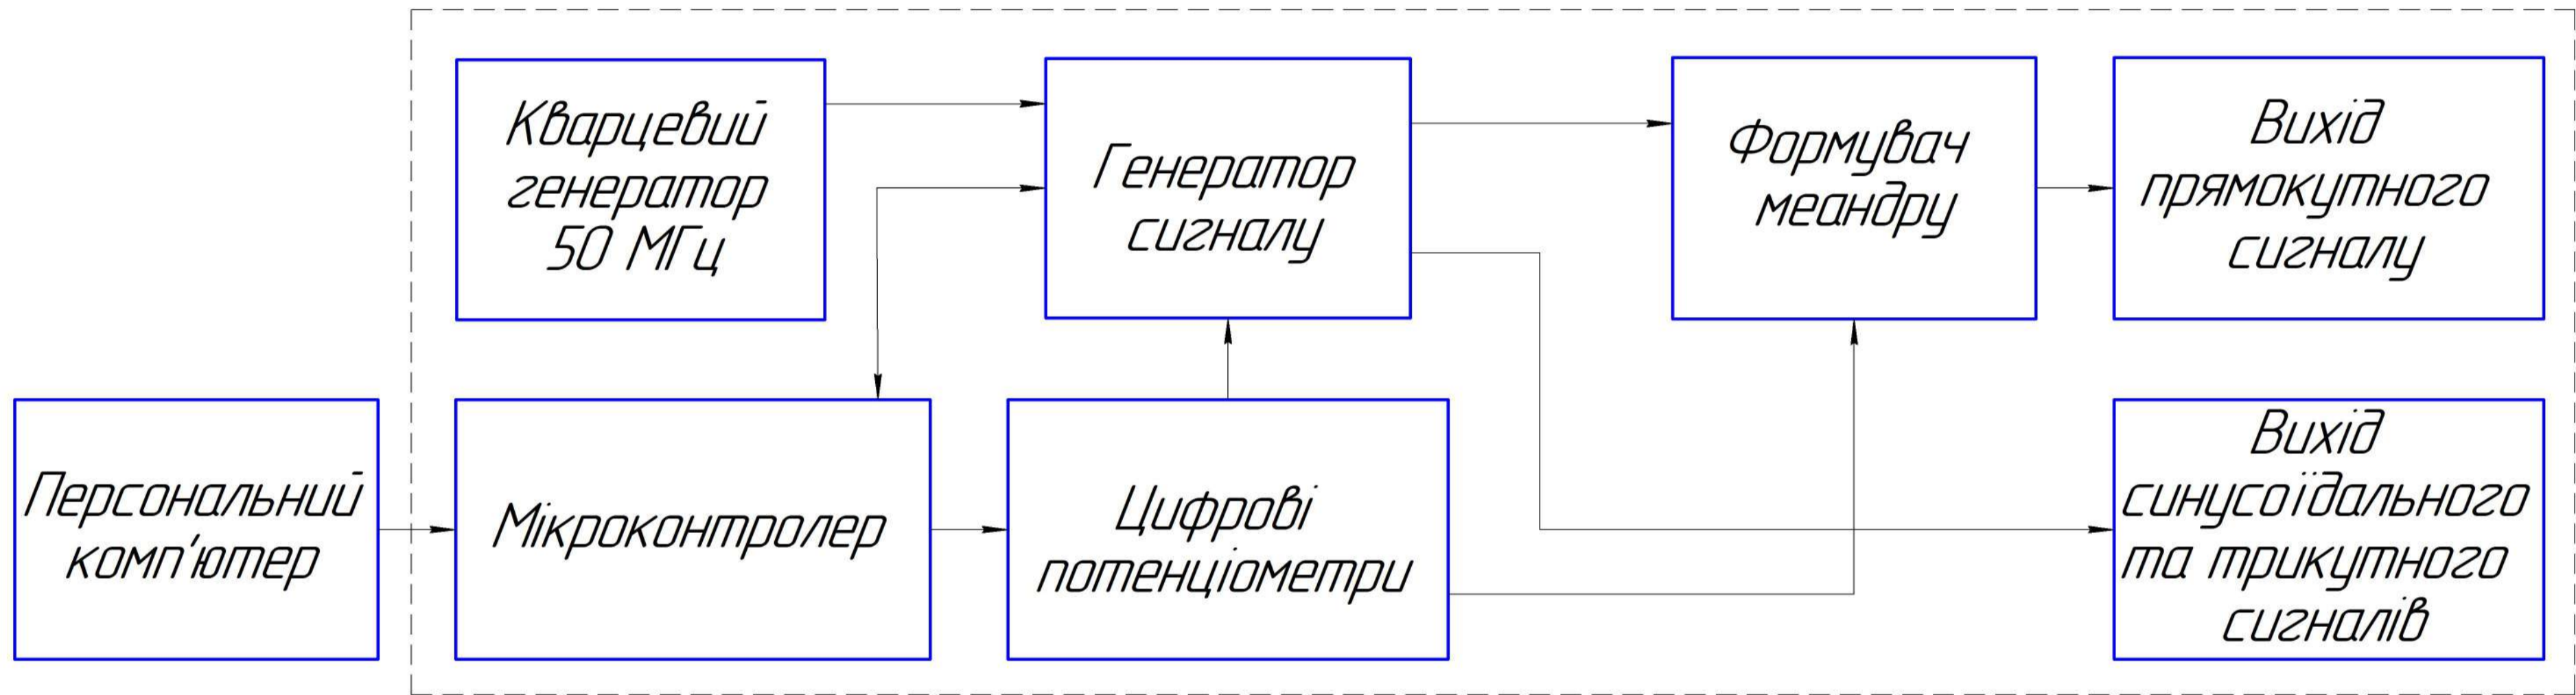 Кварцевий
генератор
50 МГц
Генератор
сигналу
Формувач
меандру
Вихід
прямокутного
сигналу
Персональний
комп'ютер
Мікроконтролер
Цифрові
потенціометри
Вихід
синусоїдального
та трикутного
сигналів